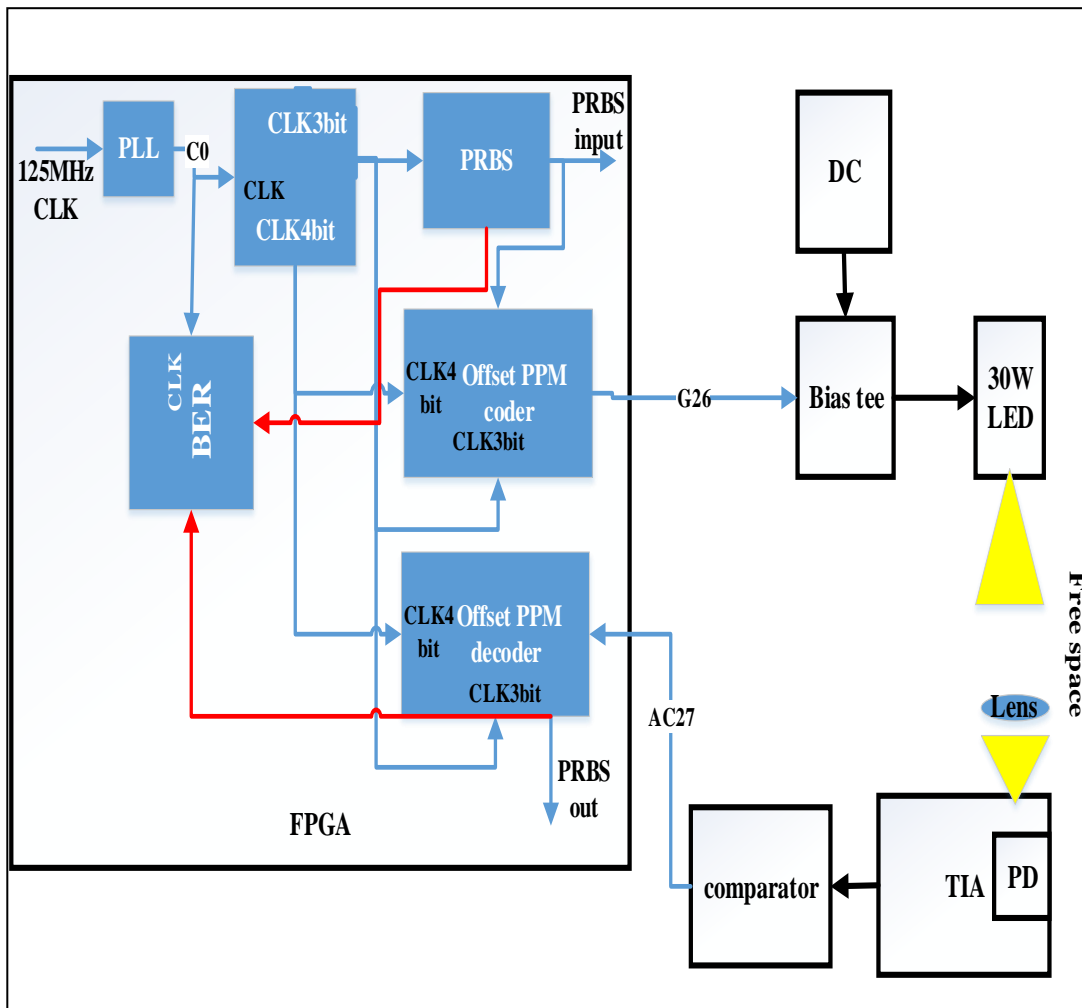 125MHz
CLK
PLL
C0
CLK3bit
CLK
CLK4bit
PRBS
PRBS
input
DC
CLK
BER
CLK4
bit
Offset PPM
coder
CLK3bit
G26
Bias tee
30W
LED
Free space
CLK4
bit
Offset PPM
decoder
CLK3bit
AC27
Lens
PRBS
out
FPGA
comparator
TIA
PD